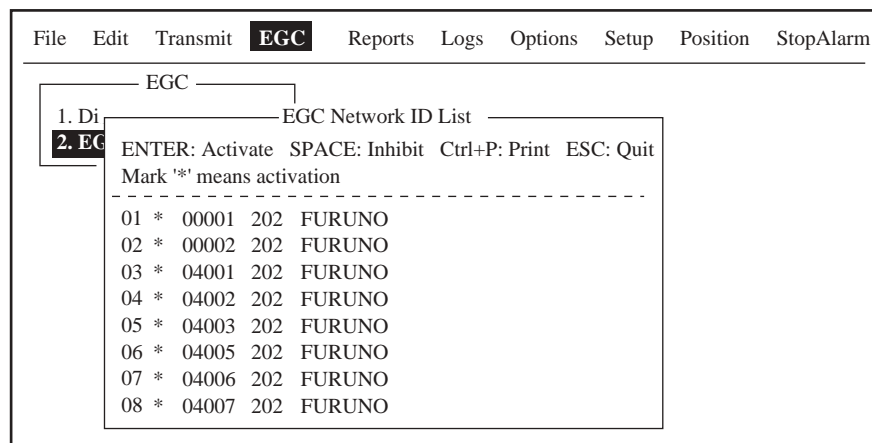 File Edit Transmit EGC Reports Logs Options Setup Position StopAlarm
EGC
1. Di
2. EG
EGC Network ID List
ENTER: Activate SPACE: Inhibit Ctrl+P: Print ESC: Quit
Mark '*' means activation
01 * 00001 202 FURUNO
02 * 00002 202 FURUNO
03 * 04001 202 FURUNO
04 * 04002 202 FURUNO
05 * 04003 202 FURUNO
06 * 04005 202 FURUNO
07 * 04006 202 FURUNO
08 * 04007 202 FURUNO